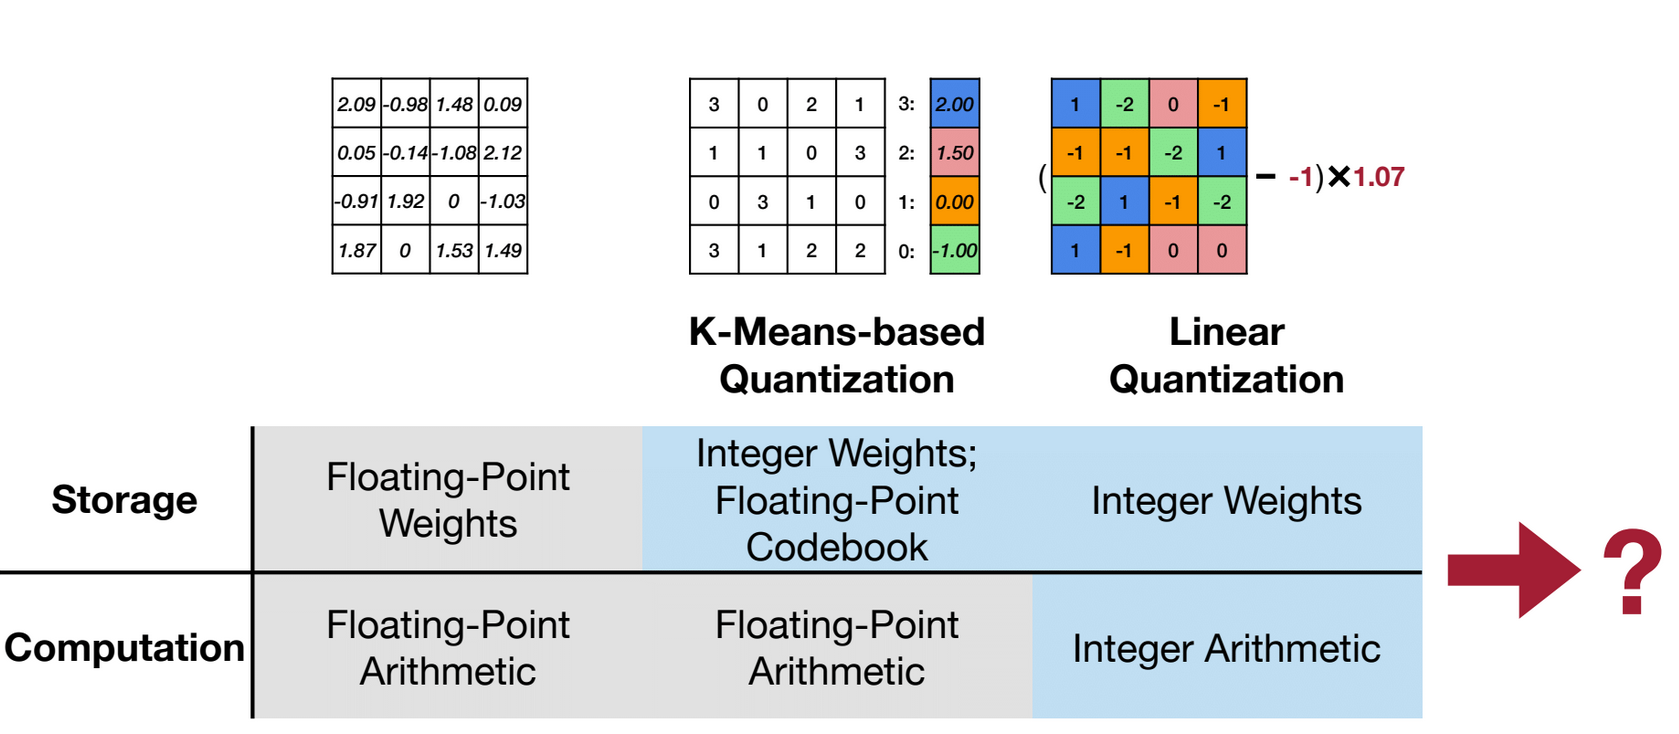 2.09 -0.98 1.48 0.09
0.05 -0.14 -1.08 2.12
-0.91 1.92 0 -1.03
1.87 0 1.53 1.49
3 0 2 1 3: 2.00
1 1 0 3 2: 1.50
0 3 1 0 1: 0.00
3 1 2 2 0: -1.00
1 -2 0 -1
-1 -1 -2 1
( − -1) × 1.07
-2 1 -1 -2
1 -1 0 0
K-Means-based
Quantization
Linear
Quantization
Storage
Floating-Point
Weights
Integer Weights;
Floating-Point
Codebook
Integer Weights
Computation
Floating-Point
Arithmetic
Floating-Point
Arithmetic
Integer Arithmetic
?